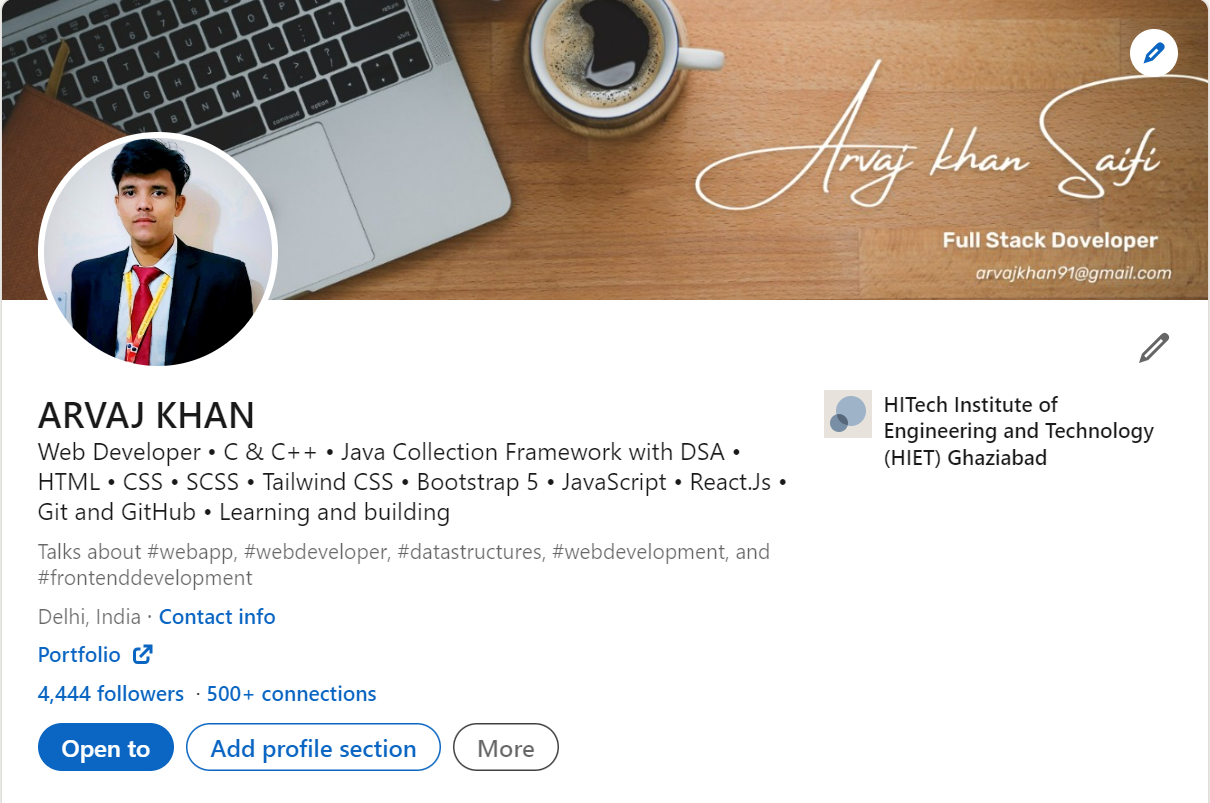 Arvaj khan Saifi
Full Stack Doveloper
arvajkhan91@gmail.com
ARVAJ KHAN
Web Developer • C & C++ • Java Collection Framework with DSA •
HTML • CSS • SCSS • Tailwind CSS • Bootstrap 5 • JavaScript • React.Js •
Git and GitHub • Learning and building
Talks about #webapp, #webdeveloper, #datastructures, #webdevelopment, and
#frontenddevelopment
Delhi, India · Contact info
Portfolio
4,444 followers · 500+ connections
Open to
Add profile section
More
HITech Institute of
Engineering and Technology
(HIET) Ghaziabad